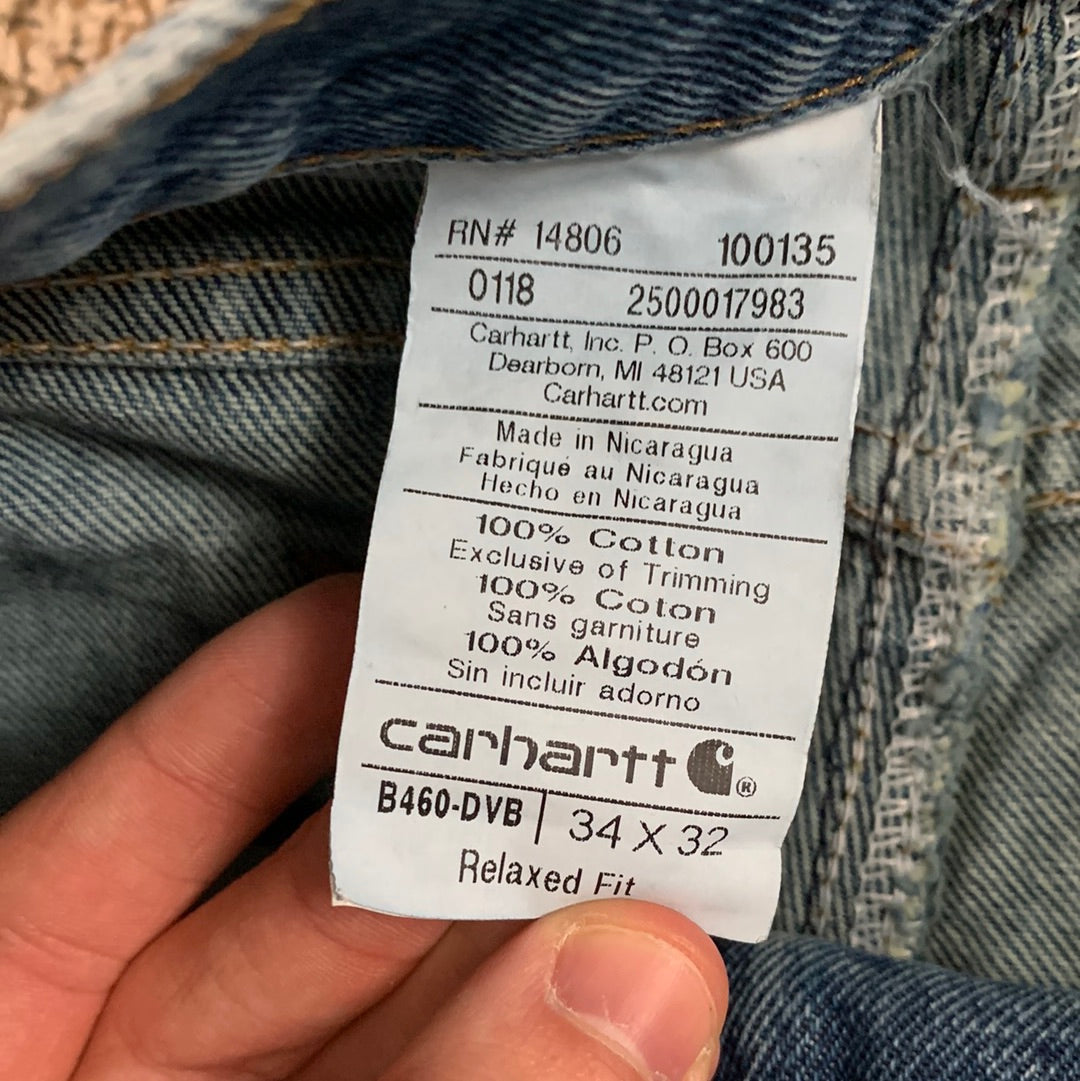 RN# 14806 100135
0118 2500017983
Carhartt, Inc. P. O. Box 600
Dearborn, MI 48121 USA
Carhartt.com
Made in Nicaragua
Fabriqué au Nicaragua
Hecho en Nicaragua
100% Cotton
Exclusive of Trimming
100% Coton
Sans garniture
100% Algodón
Sin incluir adorno
carhartt ®
B460-DVB | 34 X 32
Relaxed Fit